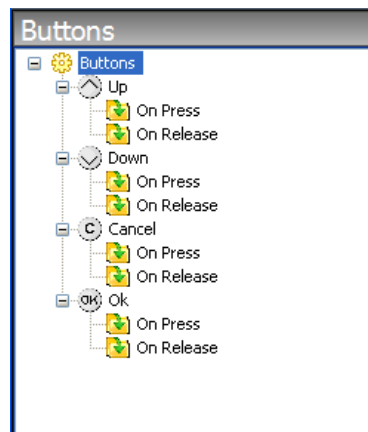 Buttons
Buttons
Up
On Press
On Release
Down
On Press
On Release
C Cancel
On Press
On Release
OK Ok
On Press
On Release